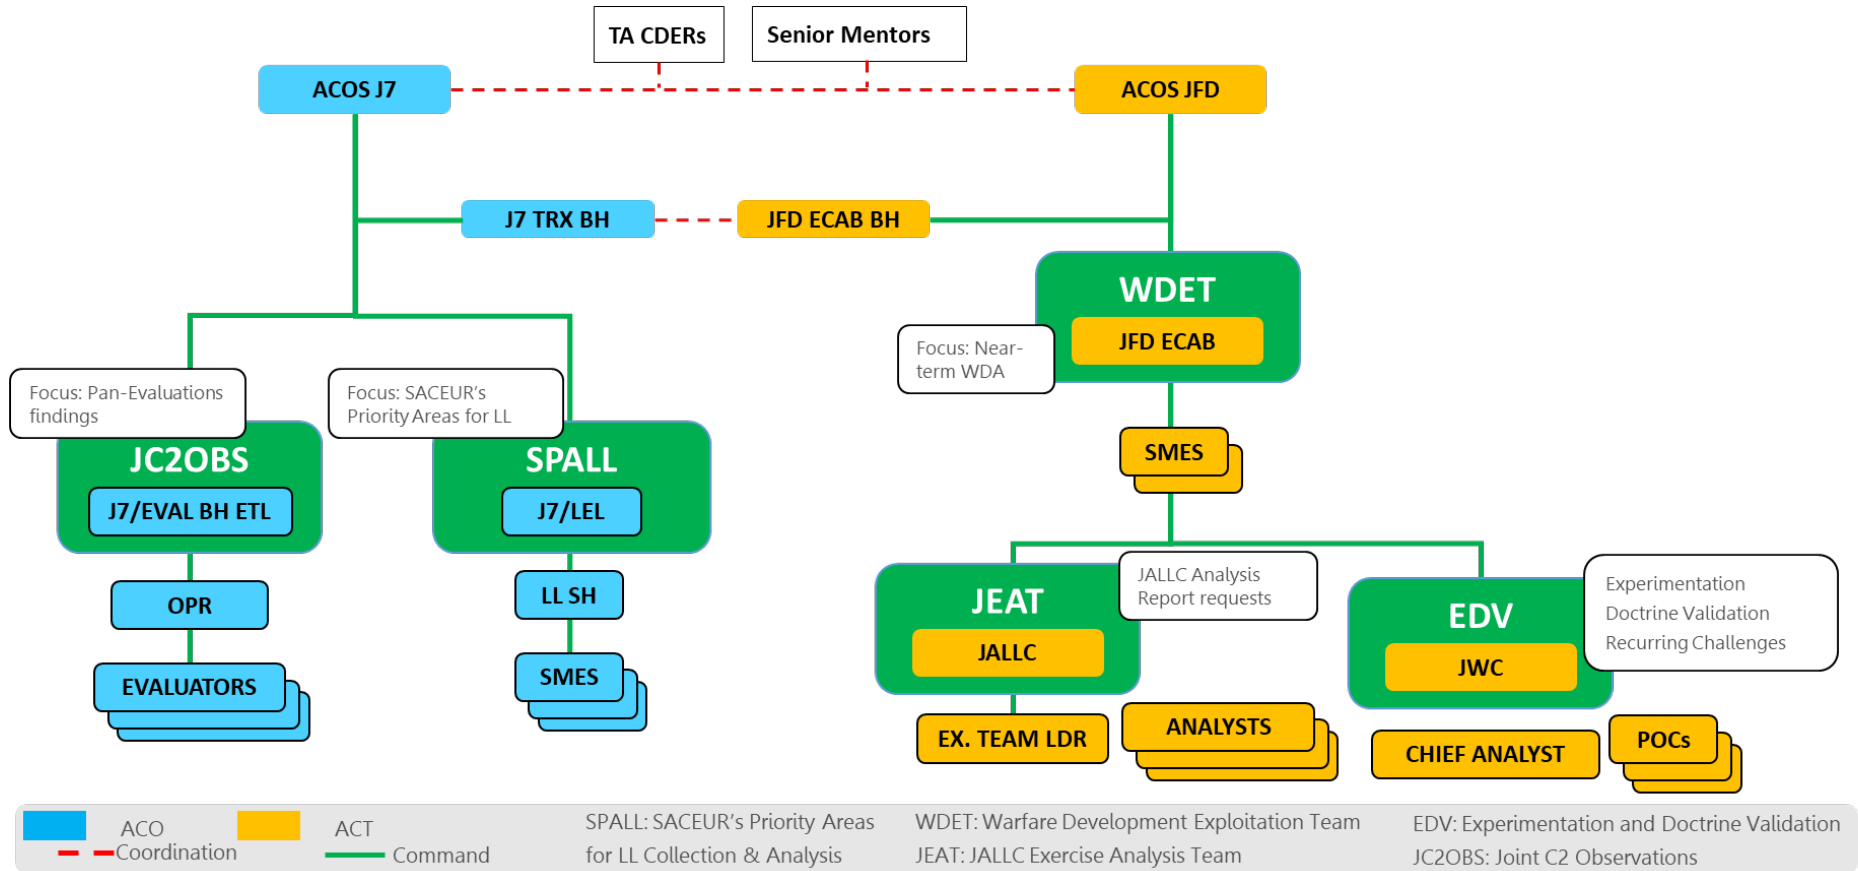 TA CDERs
Senior Mentors
ACOS J7
ACOS JFD
J7 TRX BH
JFD ECAB BH
WDET
JFD ECAB
Focus: Near-
term WDA
Focus: Pan-Evaluations
findings
Focus: SACEUR's
Priority Areas for LL
JC2OBS
J7/EVAL BH ETL
SPALL
J7/LEL
SMES
OPR
LL SH
EVALUATORS
SMES
JALLC Analysis
Report requests
JEAT
JALLC
Experimentation
Doctrine Validation
Recurring Challenges
EDV
JWC
EX. TEAM LDR
ANALYSTS
CHIEF ANALYST
POCs
ACO
ACT
Coordination
Command
SPALL: SACEUR's Priority Areas
for LL Collection & Analysis
WDET: Warfare Development Exploitation Team
JEAT: JALLC Exercise Analysis Team
EDV: Experimentation and Doctrine Validation
JC2OBS: Joint C2 Observations